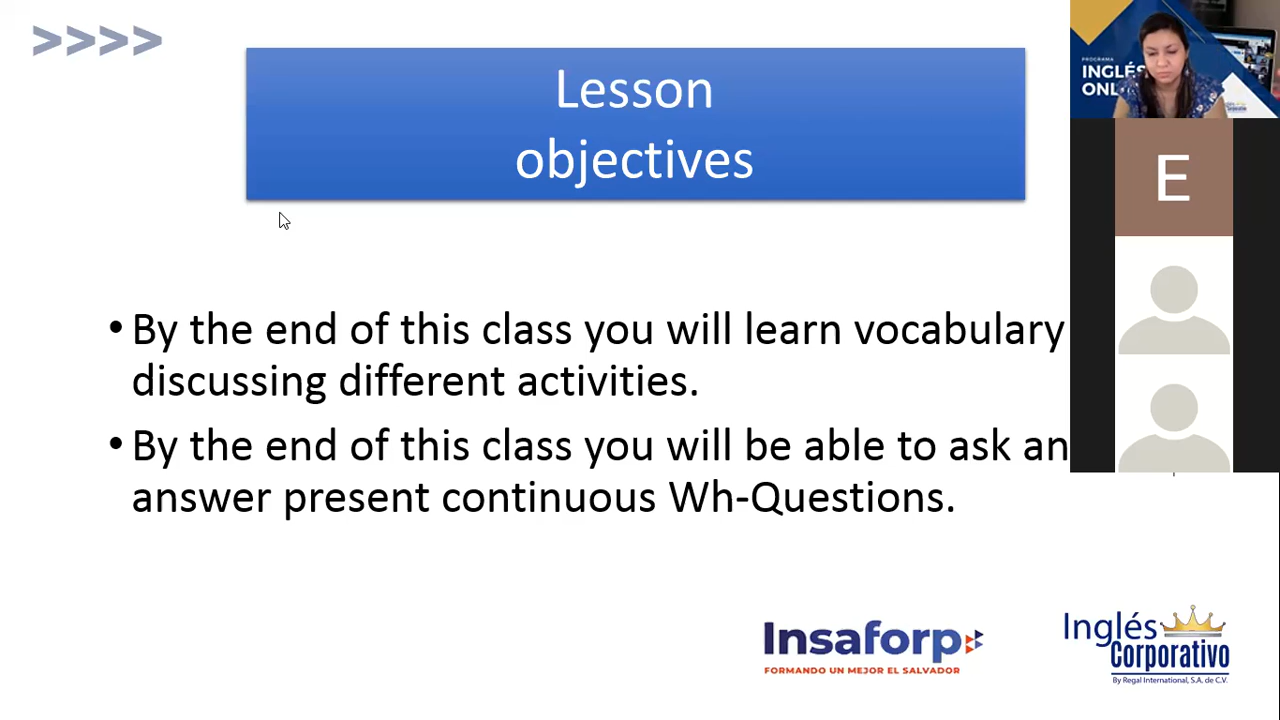 >>>>
Lesson
objectives
PROGRAMA
INGLÉS
E
• By the end of this class you will learn vocabulary
discussing different activities.
• By the end of this class you will be able to ask an
answer present continuous Wh-Questions.
Insaforp
FORMANDO UN MEJOR EL SALVADOR
Inglés
Corporativo
By Regal International, S.A. de C.V.